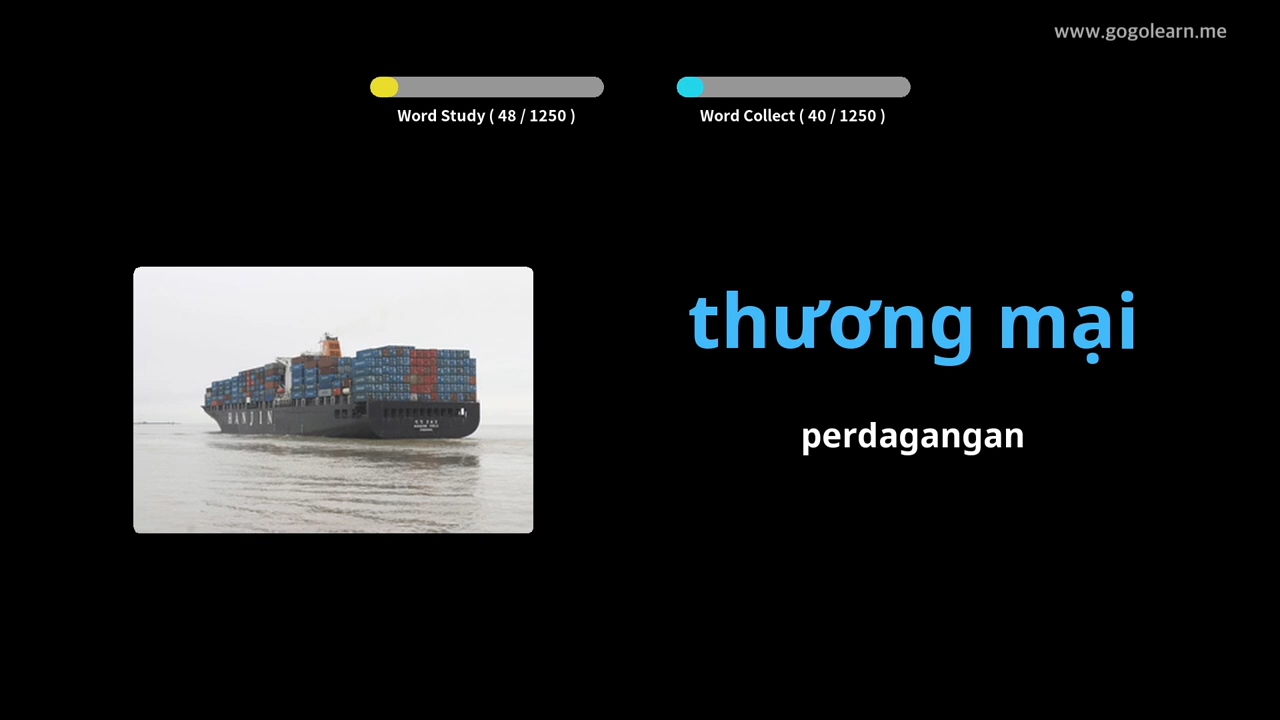 www.gogolearn.me
Word Study ( 48 / 1250 )
Word Collect ( 40 / 1250 )
thương mại
perdagangan
HANJIN